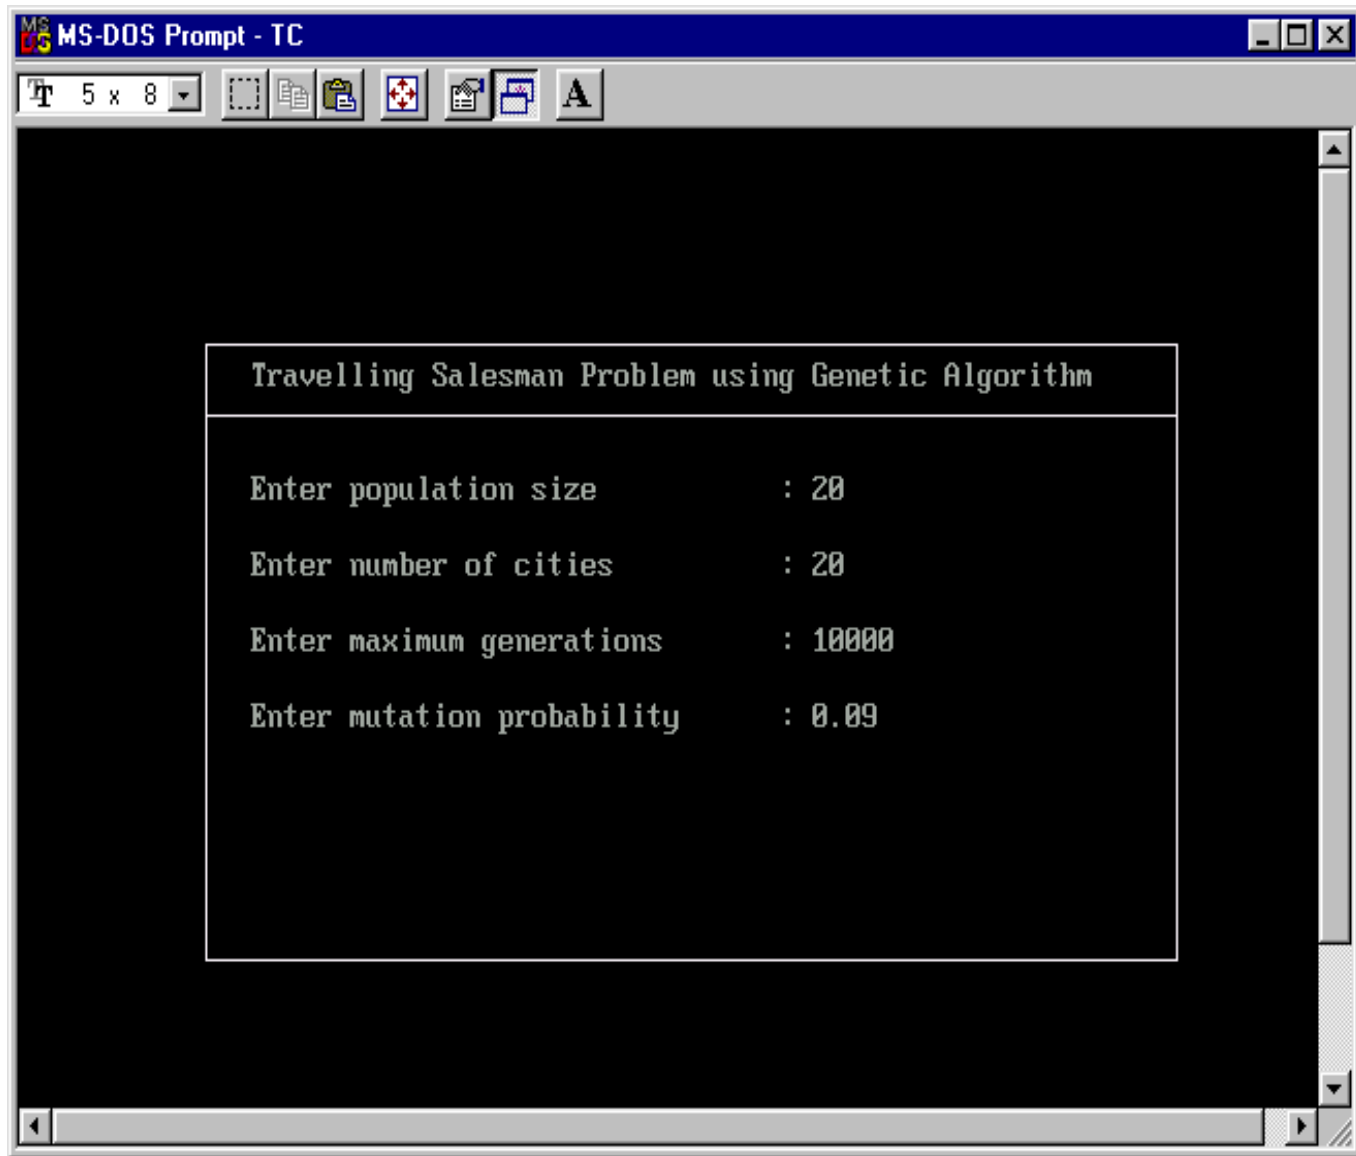 MS-DOS Prompt - TC
5 x 8 A
Travelling Salesman Problem using Genetic Algorithm
Enter population size : 20
Enter number of cities : 20
Enter maximum generations : 10000
Enter mutation probability : 0.09